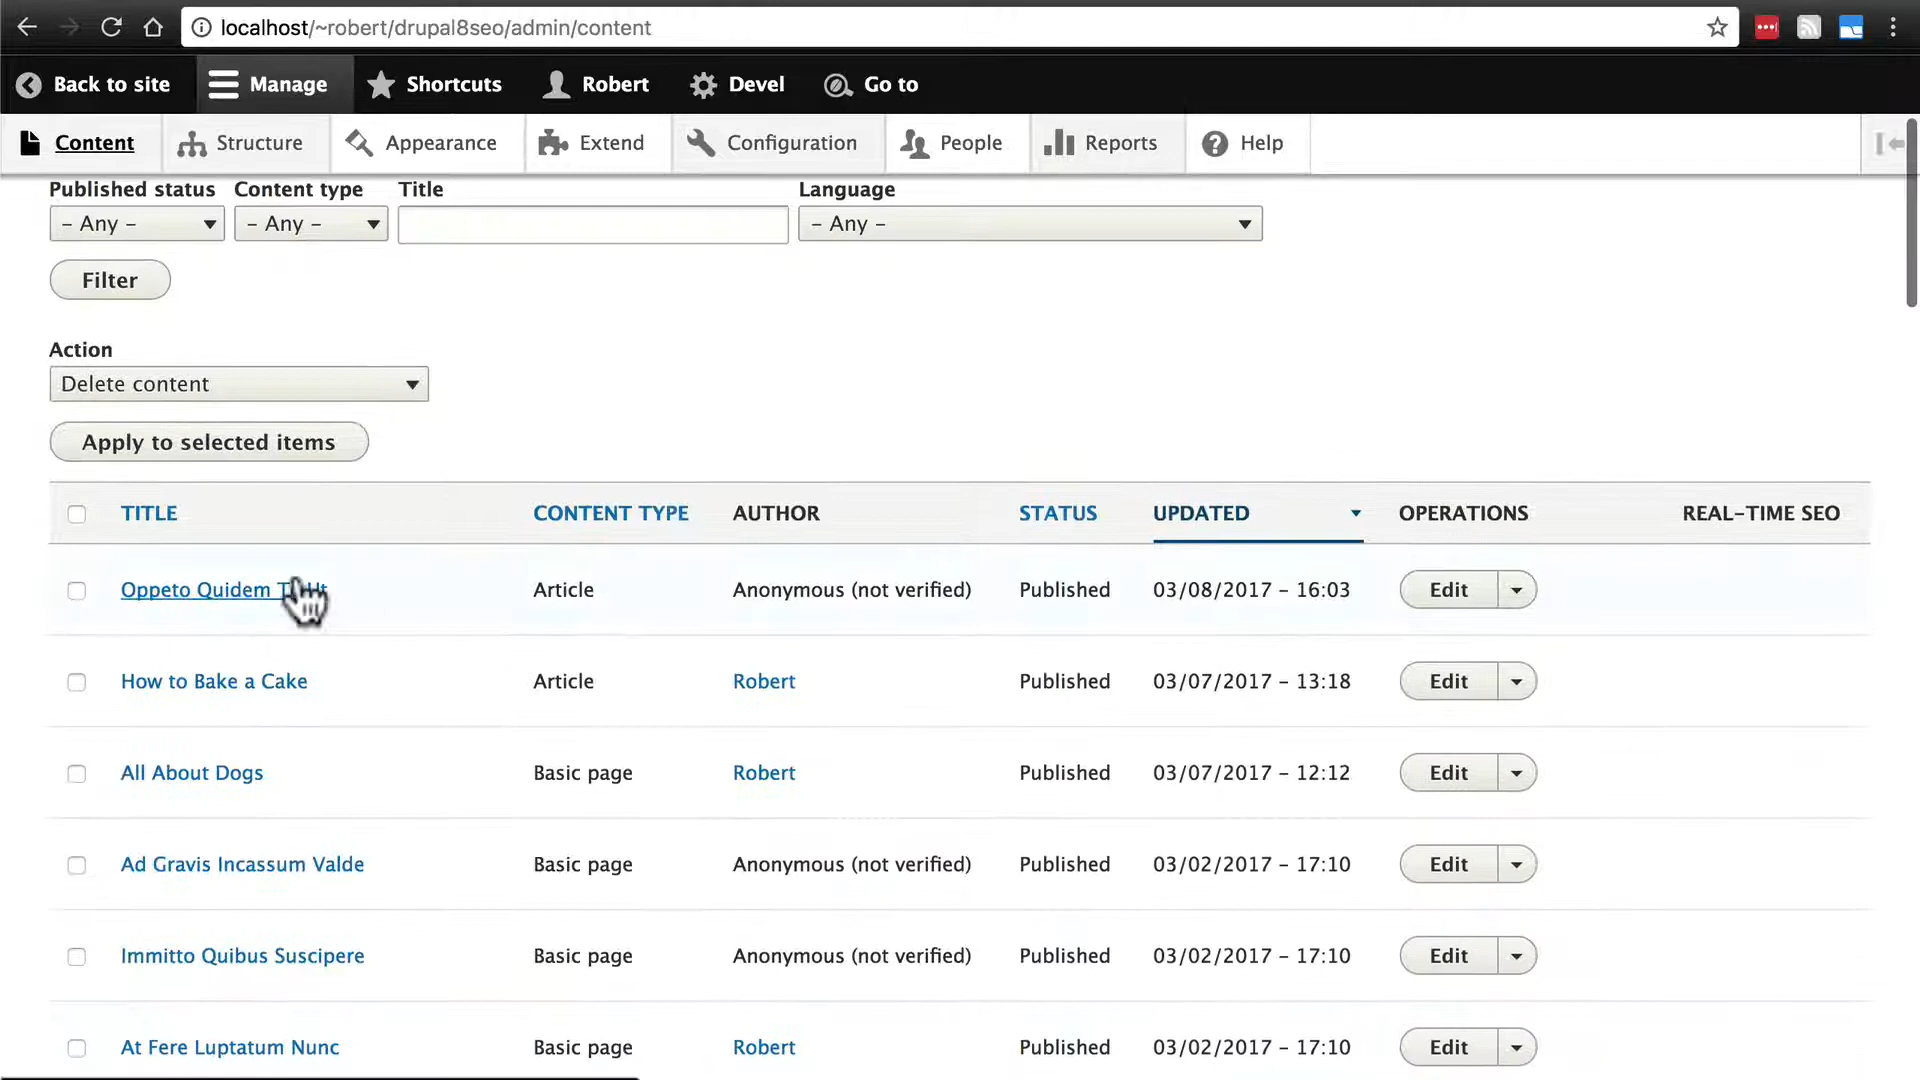 localhost/~robert/drupal8seo/admin/content
Back to site Manage Shortcuts Robert Devel Go to
Content Structure Appearance Extend Configuration People Reports Help
Published status Content type Title Language
– Any – – Any – – Any –
Filter
Action
Delete content
Apply to selected items
TITLE CONTENT TYPE AUTHOR STATUS UPDATED OPERATIONS REAL-TIME SEO
Oppeto Quidem Article Anonymous (not verified) Published 03/08/2017 – 16:03 Edit
How to Bake a Cake Article Robert Published 03/07/2017 – 13:18 Edit
All About Dogs Basic page Robert Published 03/07/2017 – 12:12 Edit
Ad Gravis Incassum Valde Basic page Anonymous (not verified) Published 03/02/2017 – 17:10 Edit
Immitto Quibus Suscipere Basic page Anonymous (not verified) Published 03/02/2017 – 17:10 Edit
At Fere Luptatum Nunc Basic page Robert Published 03/02/2017 – 17:10 Edit